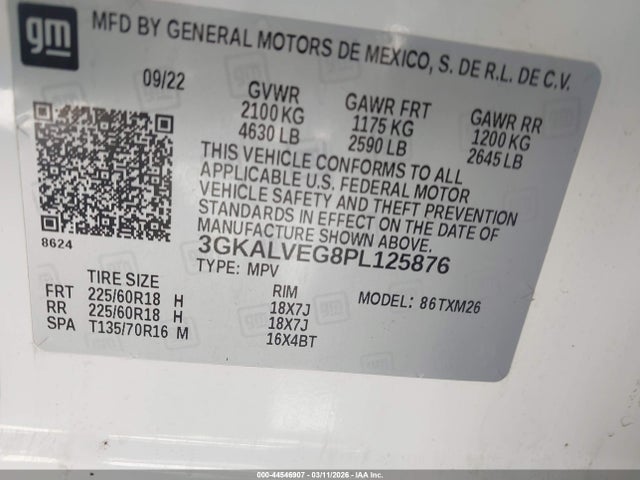 gm
MFD BY GENERAL MOTORS DE MEXICO, S. DE R.L. DE C.V.
09/22
GVWR GAWR FRT GAWR RR
2100 KG 1175 KG 1200 KG
4630 LB 2590 LB 2645 LB
THIS VEHICLE CONFORMS TO ALL
APPLICABLE U.S. FEDERAL MOTOR
VEHICLE SAFETY AND THEFT PREVENTION
STANDARDS IN EFFECT ON THE DATE OF
MANUFACTURE SHOWN ABOVE.
8624
3GKALVEG8PL125876
TYPE: MPV
TIRE SIZE RIM MODEL: 86TXM26
FRT 225/60R18 H 18X7J
RR 225/60R18 H 18X7J
SPA T135/70R16 M 16X4BT
000-44546907 - 03/11/2026 - IAAI, INC.